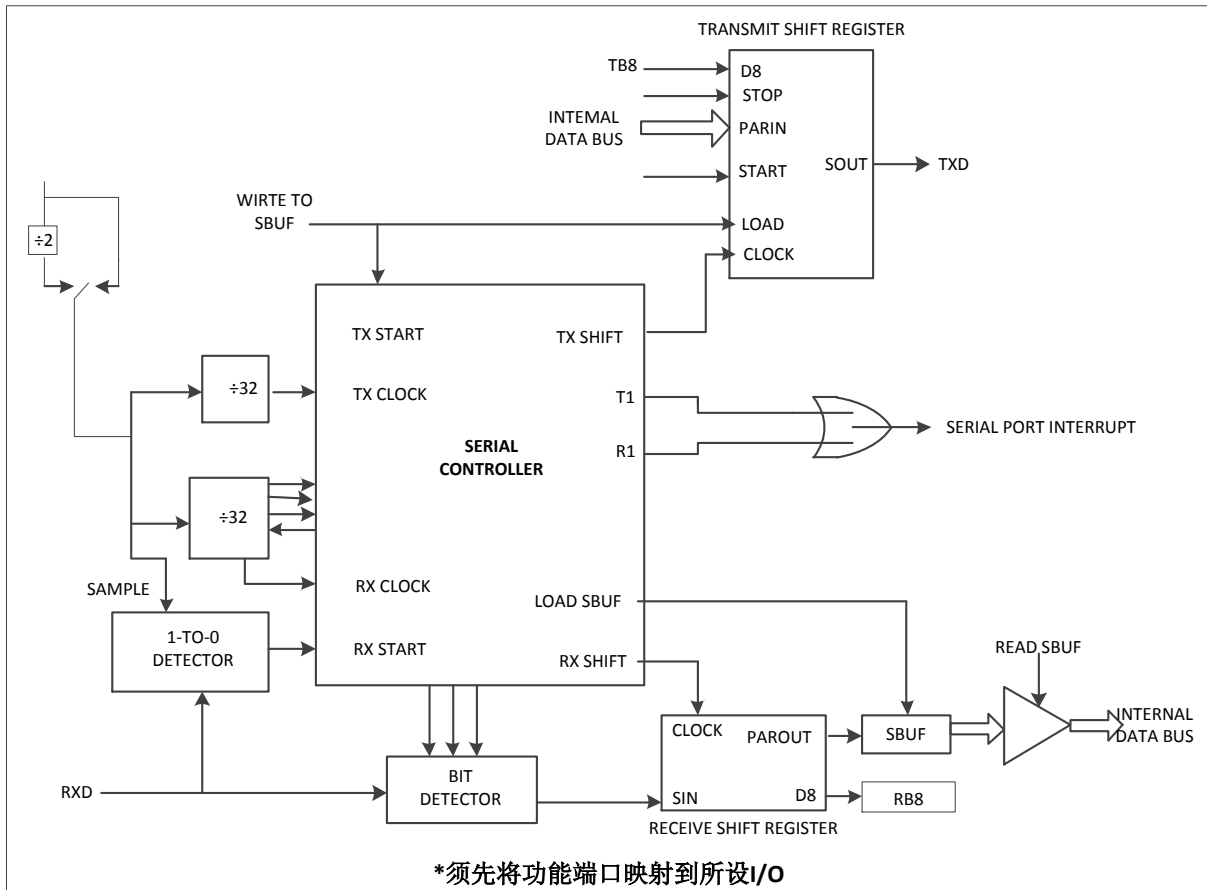 TRANSMIT SHIFT REGISTER
TB8
D8
STOP
INTEMAL
DATA BUS
PARIN
START
SOUT
TXD
WIRTE TO
SBUF
LOAD
CLOCK
÷2
TX START
TX SHIFT
÷32
TX CLOCK
T1
SERIAL PORT INTERRUPT
R1
SERIAL
CONTROLLER
÷32
SAMPLE
RX CLOCK
LOAD SBUF
1-TO-0
DETECTOR
RX START
RX SHIFT
READ SBUF
CLOCK
PAROUT
SBUF
INTERNAL
DATA BUS
RXD
BIT
DETECTOR
SIN
D8
RB8
RECEIVE SHIFT REGISTER
*须先将功能端口映射到所设I/O